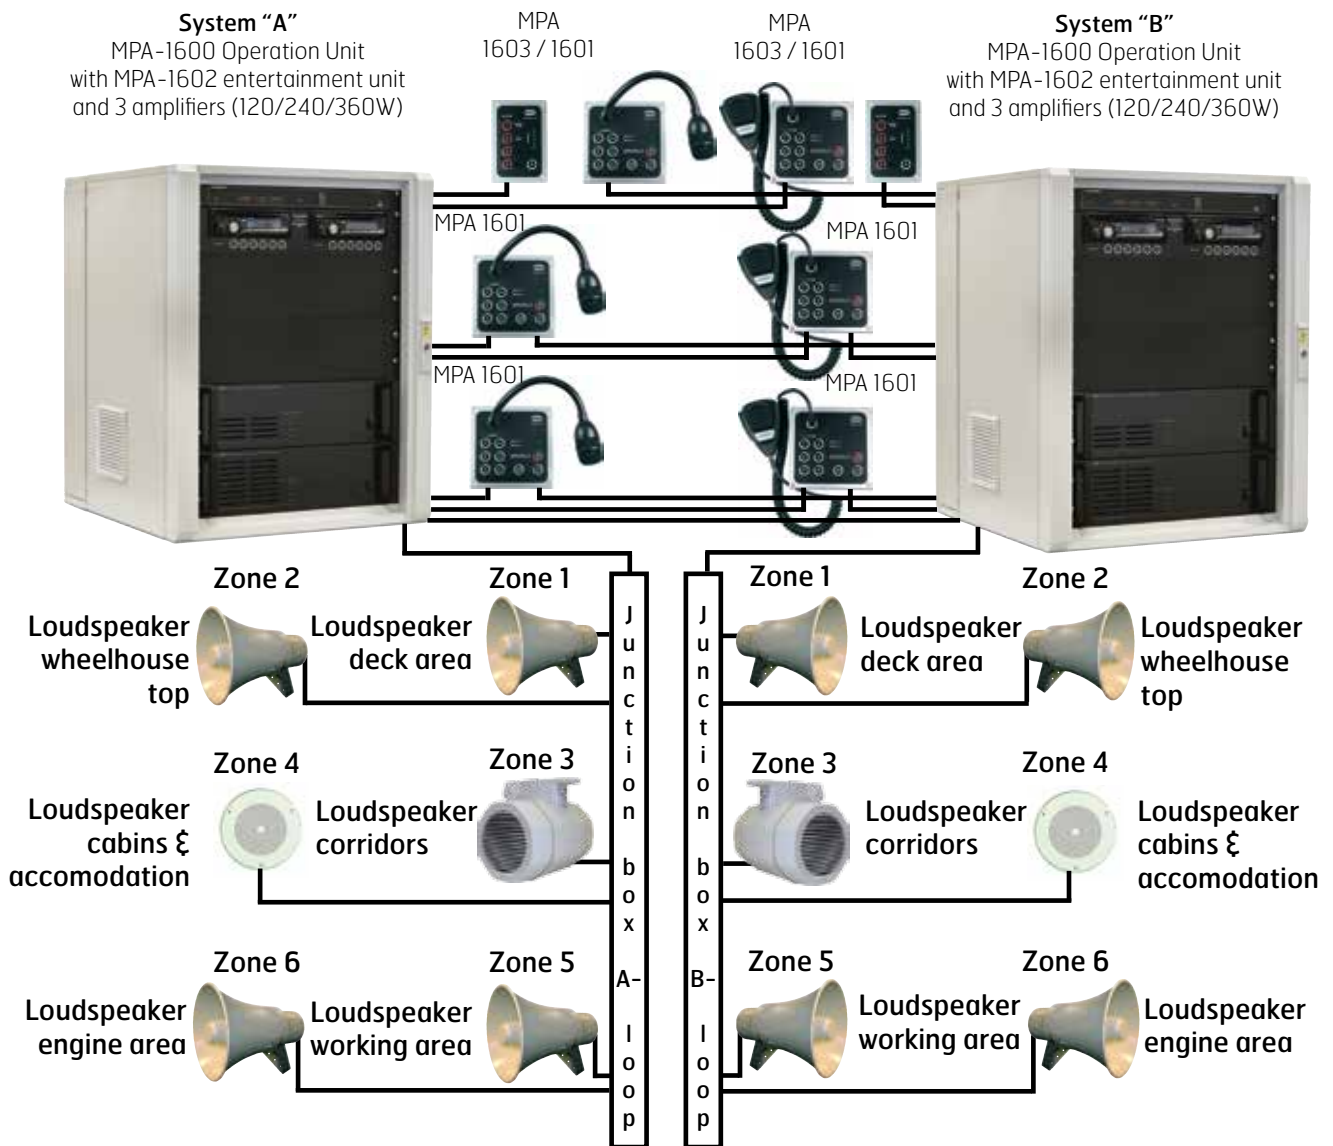 System “A”
MPA-1600 Operation Unit
with MPA-1602 entertainment unit
and 3 amplifiers (120/240/360W)
MPA
1603 / 1601
MPA
1603 / 1601
System “B”
MPA-1600 Operation Unit
with MPA-1602 entertainment unit
and 3 amplifiers (120/240/360W)
MPA 1601
MPA 1601
MPA 1601
MPA 1601
Zone 2
Loudspeaker
wheelhouse
top
Zone 1
Loudspeaker
deck area
Junction box A-loop
Junction box B-loop
Zone 1
Loudspeaker
deck area
Zone 2
Loudspeaker
wheelhouse
top
Zone 4
Loudspeaker
cabins &
accomodation
Zone 3
Loudspeaker
corridors
Zone 3
Loudspeaker
corridors
Zone 4
Loudspeaker
cabins &
accomodation
Zone 6
Loudspeaker
engine area
Zone 5
Loudspeaker
working area
Zone 5
Loudspeaker
working area
Zone 6
Loudspeaker
engine area